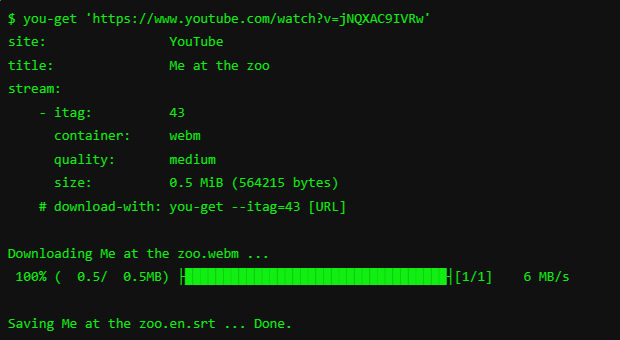 $ you-get 'https://www.youtube.com/watch?v=jNQXAC9IVRw'
site:                YouTube
title:               Me at the zoo
stream:
    - itag:          43
      container:     webm
      quality:       medium
      size:          0.5 MiB (564215 bytes)
    # download-with: you-get --itag=43 [URL]
Downloading Me at the zoo.webm ...
 100% (  0.5/  0.5MB) ├██████████████████████████████████┤[1/1]    6 MB/s
Saving Me at the zoo.en.srt ... Done.